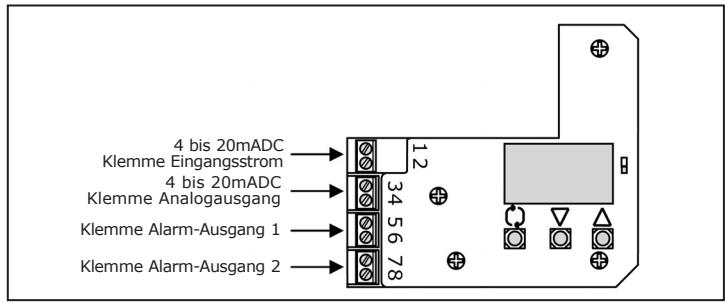 4 bis 20mADC
Klemme Eingangsstrom
4 bis 20mADC
Klemme Analogausgang
Klemme Alarm-Ausgang 1
Klemme Alarm-Ausgang 2
1
2
3
4
5
6
7
8